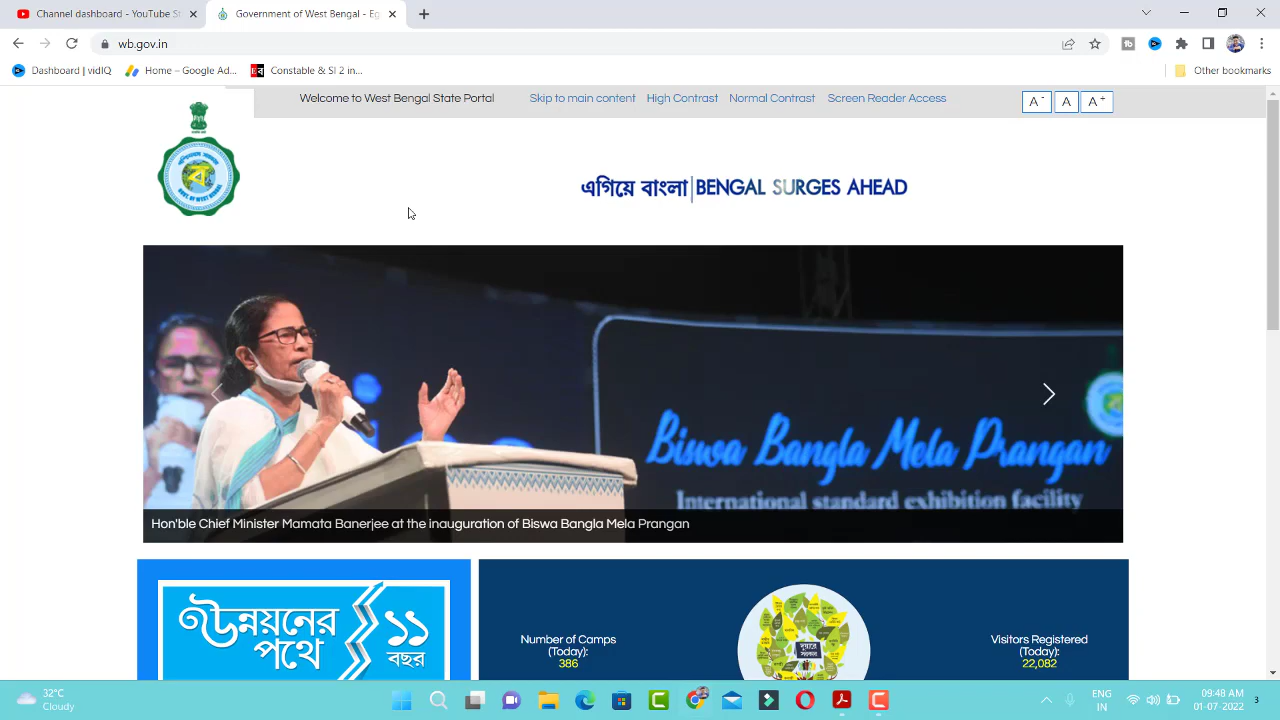 Channel dashboard - YouTube St
Government of West Bengal - Eg
wb.gov.in
Dashboard | vidIQ
Home – Google Ad...
Constable & SI 2 in...
Other bookmarks
Welcome to West Bengal State Portal
Skip to main content
High Contrast
Normal Contrast
Screen Reader Access
A-
A
A+
এগিয়ে বাংলা|BENGAL SURGES AHEAD
Biswa Bangla Mela Prangan
International standard exhibition facility
Hon'ble Chief Minister Mamata Banerjee at the inauguration of Biswa Bangla Mela Prangan
উন্নয়নের
পথে
১১
বছর
Number of Camps
(Today):
386
দুয়ারে
সরকার
Visitors Registered
(Today):
22,082
32°C
Cloudy
ENG
IN
09:48 AM
01-07-2022
3